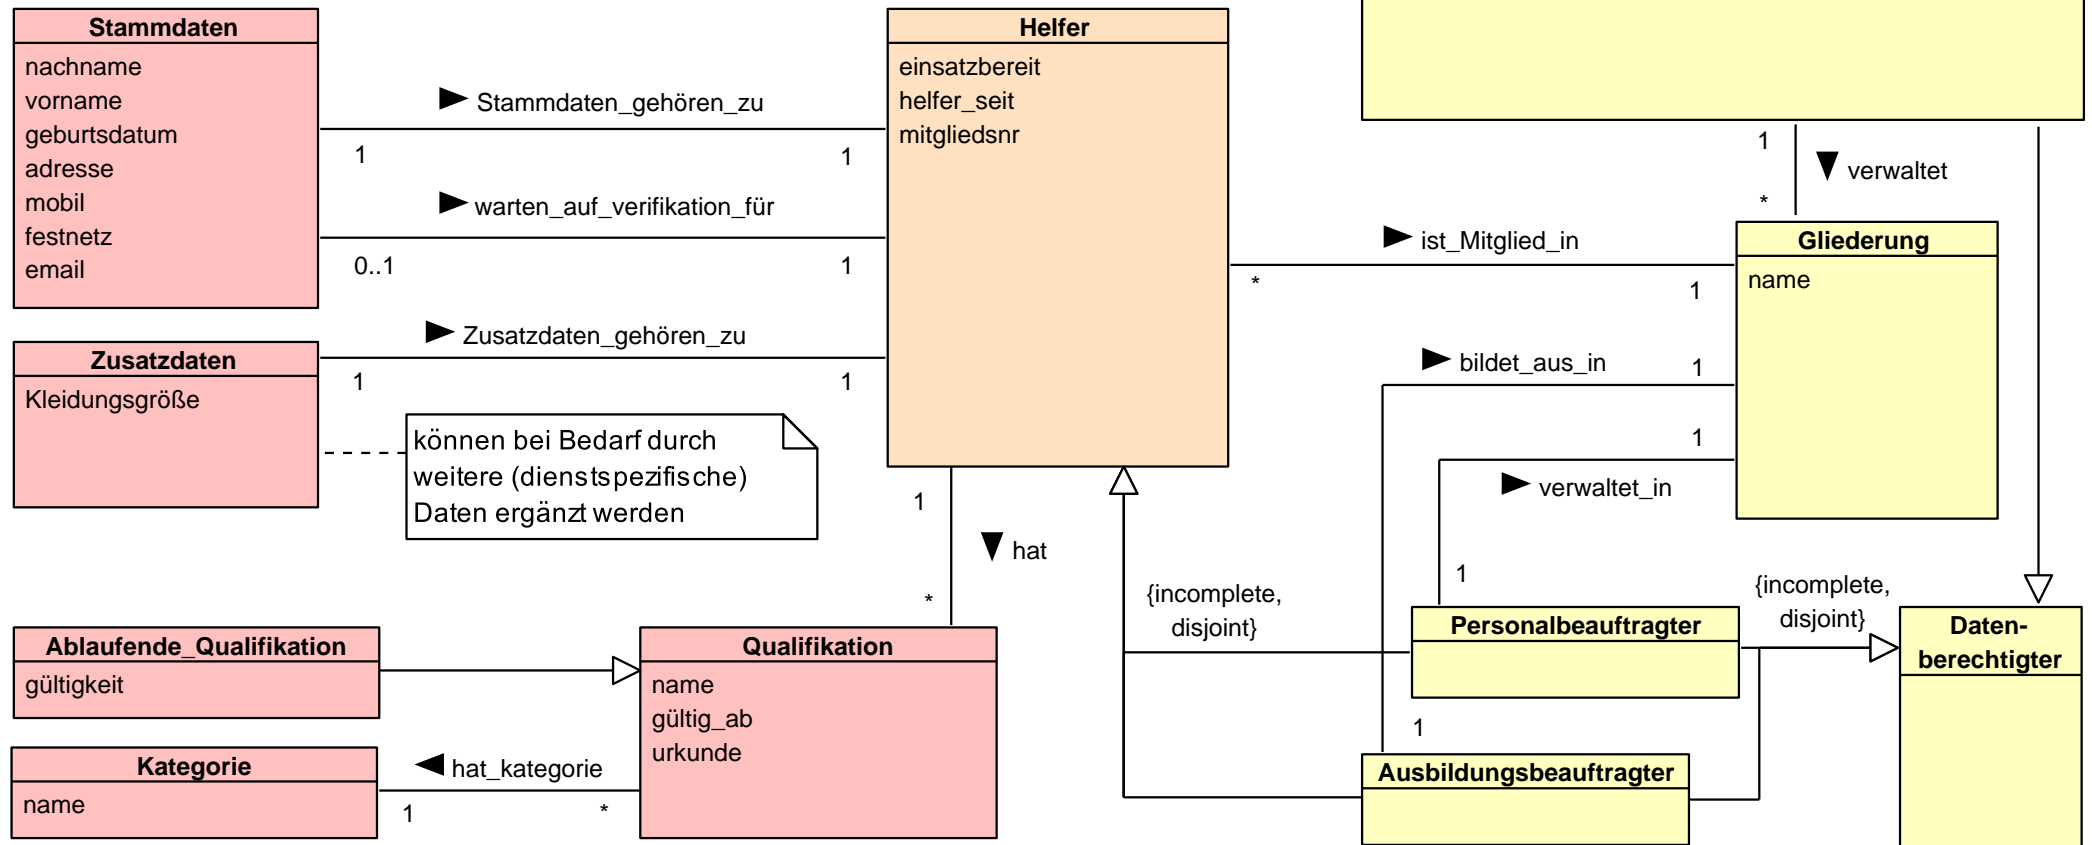 Stammdaten
nachname
vorname
geburtsdatum
adresse
mobil
festnetz
email
Stammdaten_gehören_zu
1
1
warten_auf_verifikation_für
0..1
1
Helfer
einsatzbereit
helfer_seit
mitgliedsnr
1
verwaltet
*
ist_Mitglied_in
*
1
Gliederung
name
Zusatzdaten
Kleidungsgröße
Zusatzdaten_gehören_zu
1
1
können bei Bedarf durch
weitere (dienstspezifische)
Daten ergänzt werden
bildet_aus_in
1
1
verwaltet_in
1
hat
*
1
{incomplete,
disjoint}
{incomplete,
disjoint}
Ablaufende_Qualifikation
gültigkeit
Qualifikation
name
gültig_ab
urkunde
Personalbeauftragter
Daten-
berechtigter
1
Kategorie
name
hat_kategorie
1
*
Ausbildungsbeauftragter